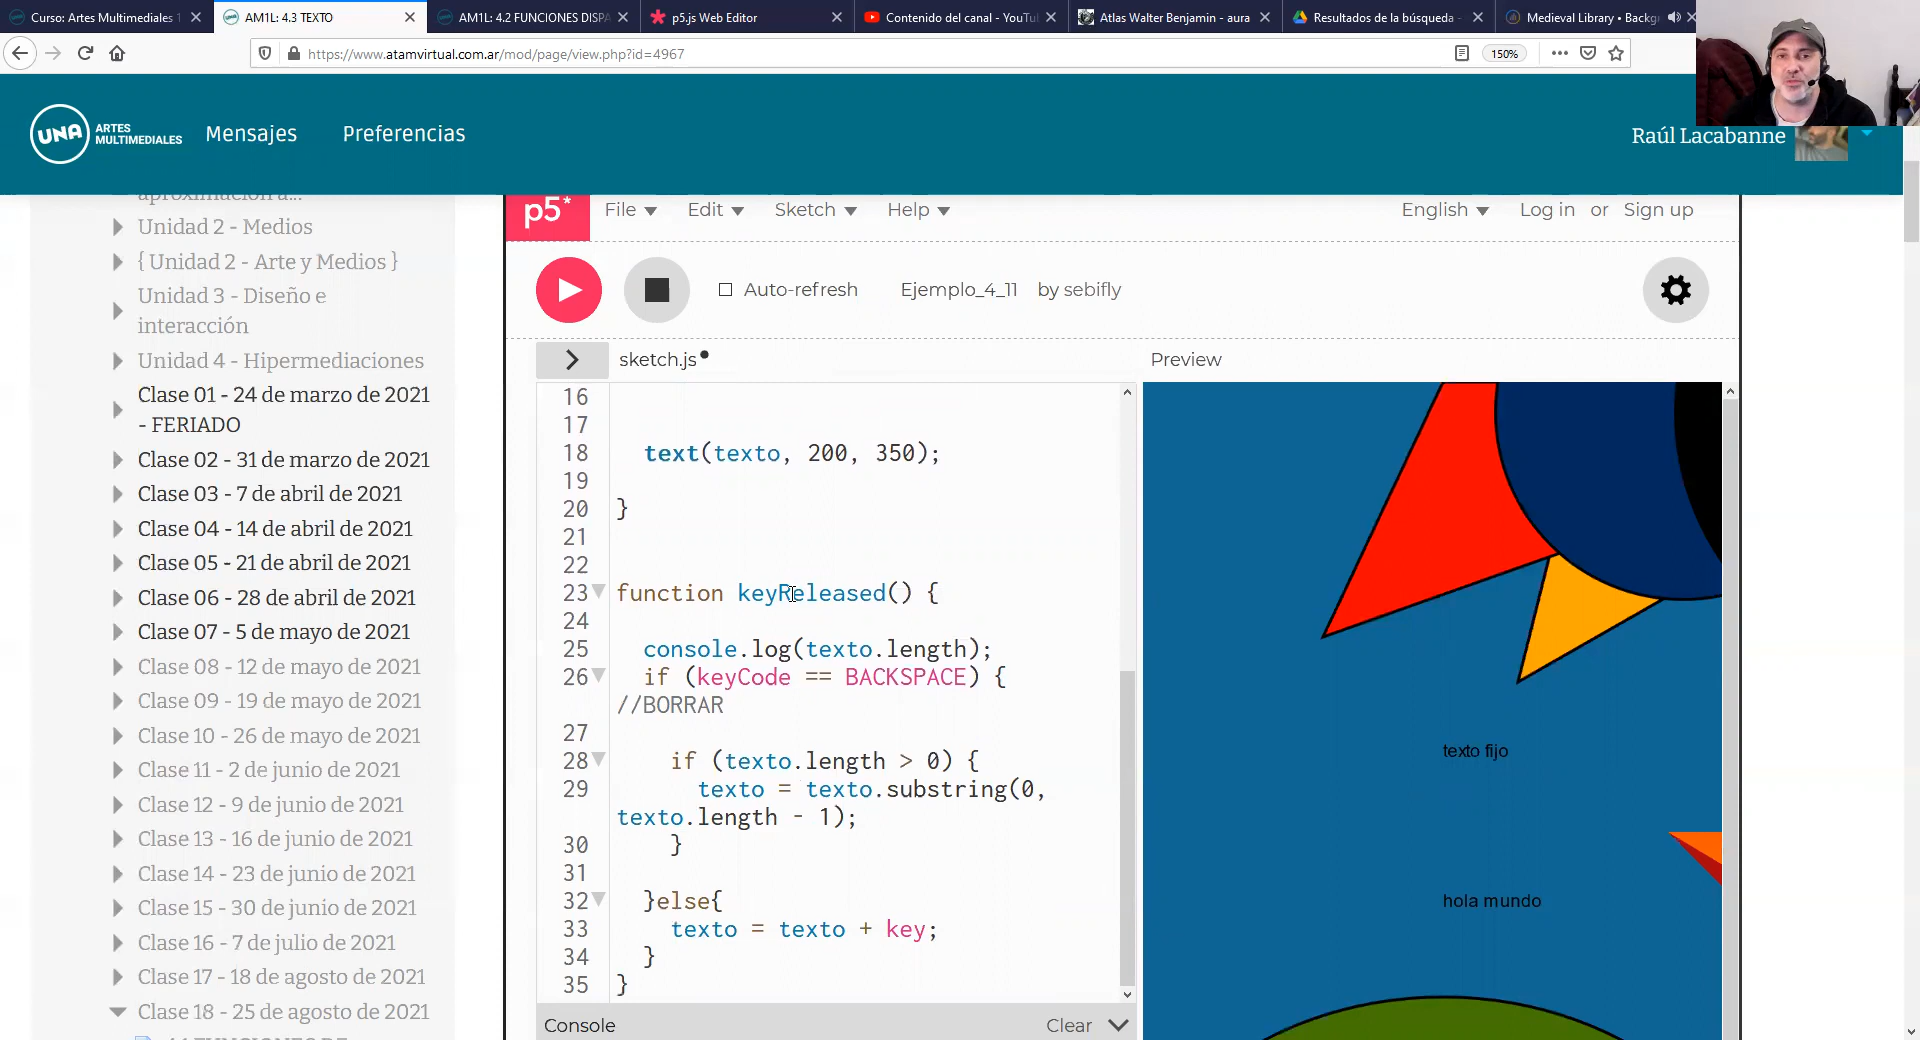 Curso: Artes Multimediales 1
AM1L: 4.3 TEXTO
AM1L: 4.2 FUNCIONES DISPA
p5.js Web Editor
Contenido del canal - YouTu
Atlas Walter Benjamin - aura
Resultados de la búsqueda -
Medieval Library • Backg
https://www.atamvirtual.com.ar/mod/page/view.php?id=4967
150%
UNA ARTES
MULTIMEDIALES
Mensajes
Preferencias
Raúl Lacabanne
aproximación a...
Unidad 2 - Medios
{ Unidad 2 - Arte y Medios }
Unidad 3 - Diseño e
interacción
Unidad 4 - Hipermediaciones
Clase 01 - 24 de marzo de 2021
- FERIADO
Clase 02 - 31 de marzo de 2021
Clase 03 - 7 de abril de 2021
Clase 04 - 14 de abril de 2021
Clase 05 - 21 de abril de 2021
Clase 06 - 28 de abril de 2021
Clase 07 - 5 de mayo de 2021
Clase 08 - 12 de mayo de 2021
Clase 09 - 19 de mayo de 2021
Clase 10 - 26 de mayo de 2021
Clase 11 - 2 de junio de 2021
Clase 12 - 9 de junio de 2021
Clase 13 - 16 de junio de 2021
Clase 14 - 23 de junio de 2021
Clase 15 - 30 de junio de 2021
Clase 16 - 7 de julio de 2021
Clase 17 - 18 de agosto de 2021
Clase 18 - 25 de agosto de 2021
p5*
File
Edit
Sketch
Help
English
Log in or Sign up
Auto-refresh
Ejemplo_4_11
by sebifly
sketch.js
Preview
16
17
18 text(texto, 200, 350);
19
20 }
21
22
23 function keyReleased() {
24
25 console.log(texto.length);
26 if (keyCode == BACKSPACE) {
//BORRAR
27
28 if (texto.length > 0) {
29 texto = texto.substring(0,
texto.length - 1);
30 }
31
32 }else{
33 texto = texto + key;
34 }
35 }
Console
Clear
texto fijo
hola mundo